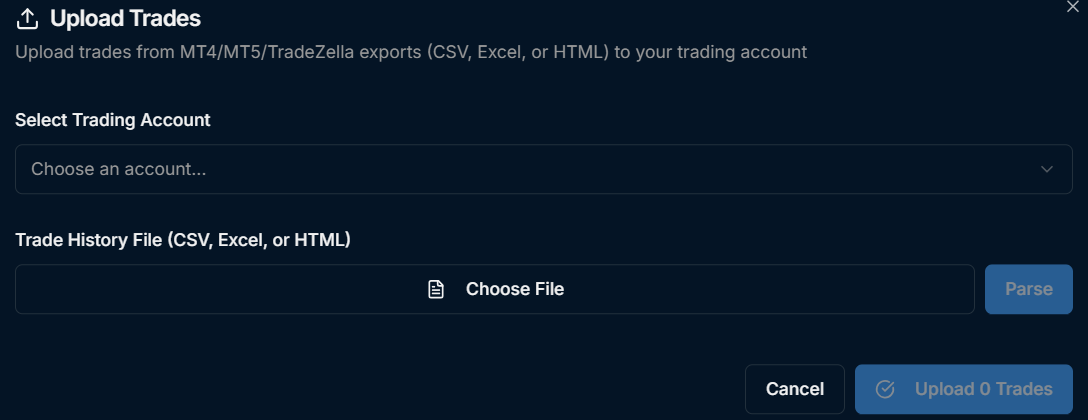 Upload Trades
Upload trades from MT4/MT5/TradeZella exports (CSV, Excel, or HTML) to your trading account
Select Trading Account
Choose an account...
Trade History File (CSV, Excel, or HTML)
Choose File
Parse
Cancel
Upload 0 Trades